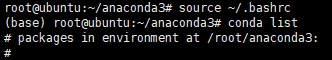 root@ubuntu:~/anaconda3# source ~/.bashrc
(base) root@ubuntu:~/anaconda3# conda list
# packages in environment at /root/anaconda3:
#